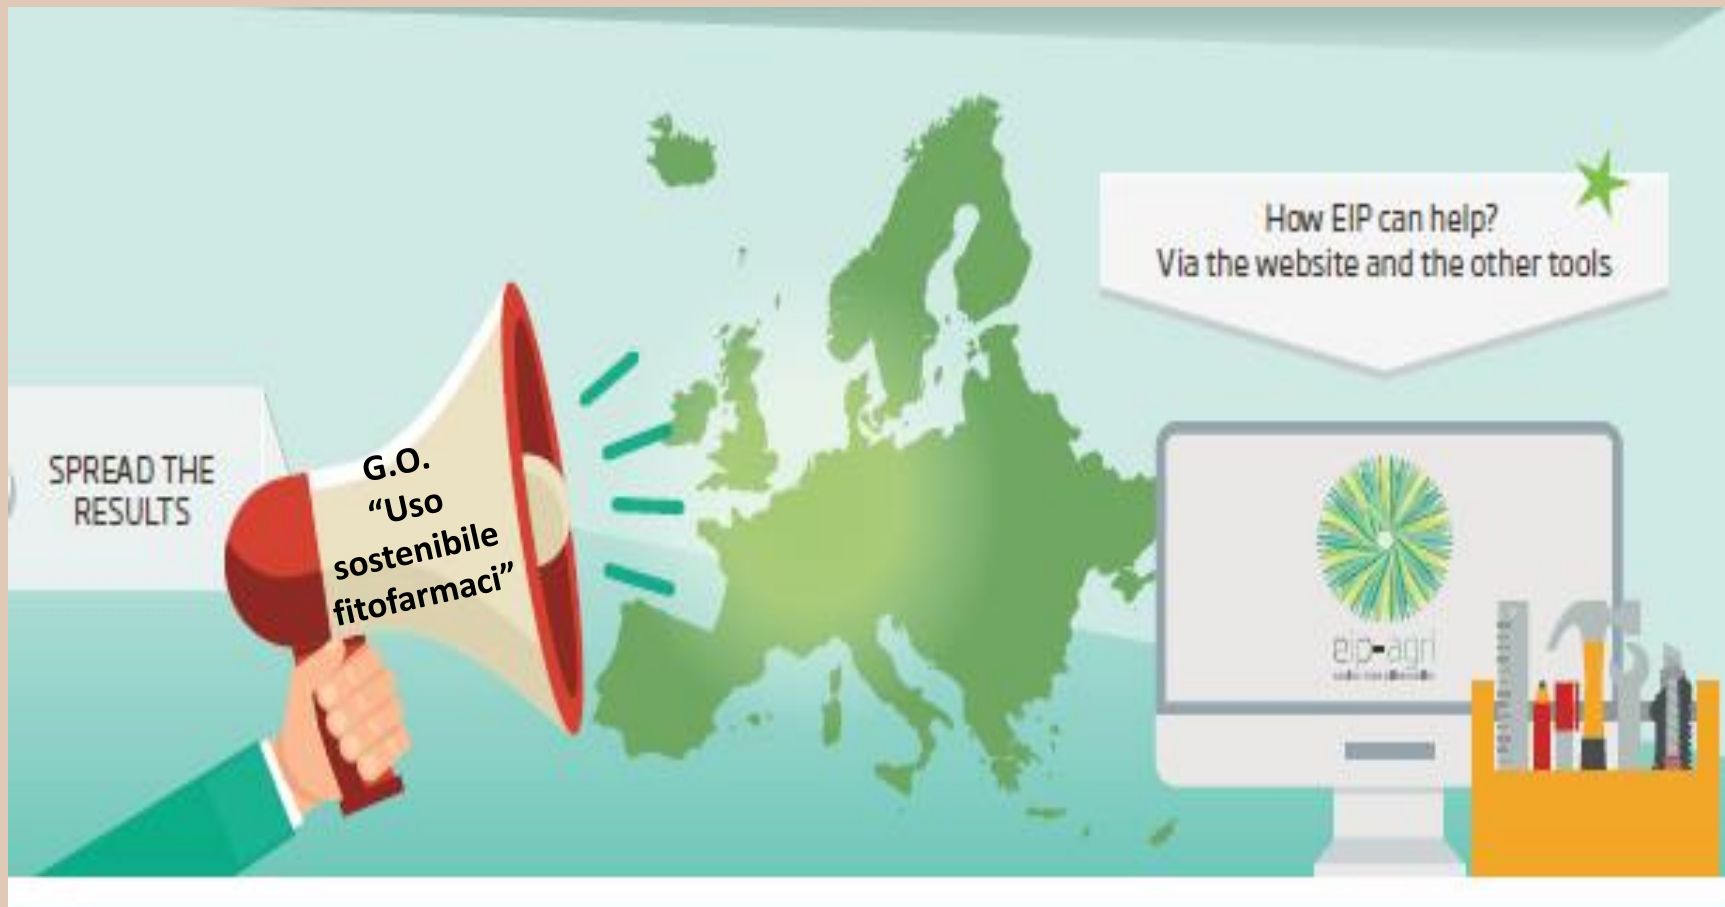 SPREAD THE
RESULTS
G.O.
“Uso
sostenibile
fitofarmaci”
How EIP can help?
Via the website and the other tools
eip-agri